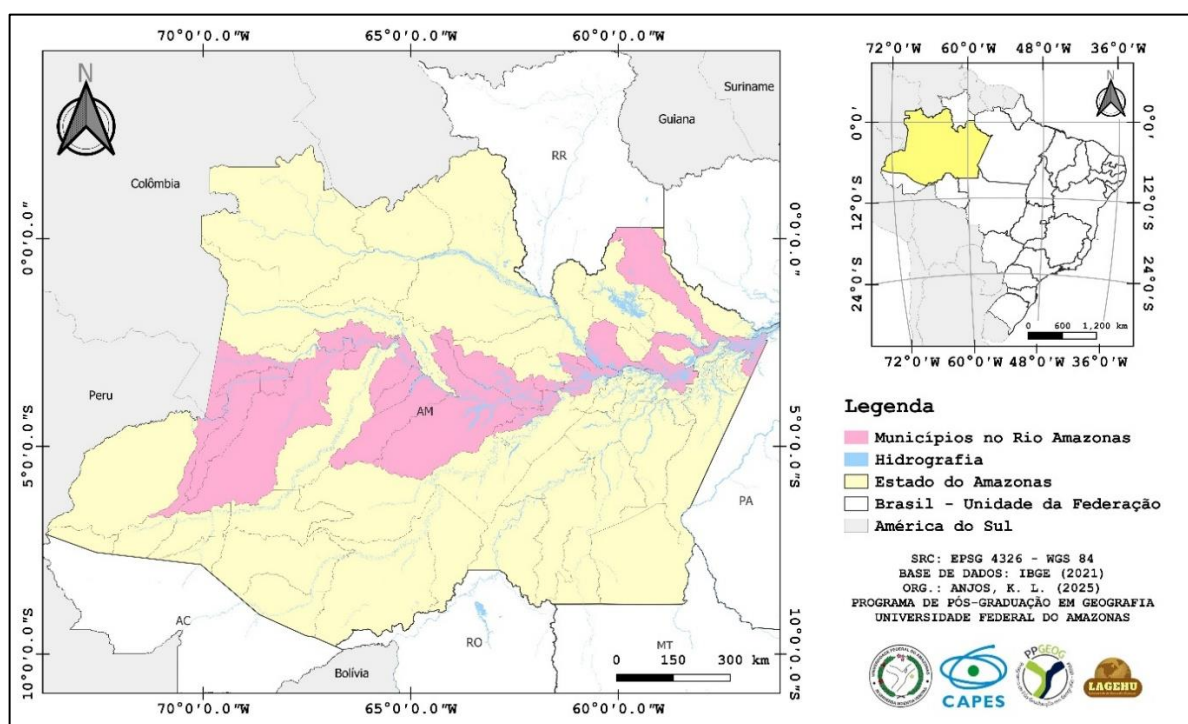 70°0.0.″W
65°0.0.″W
60°0.0.″W
N
Suriname
Guiana
RR
Colômbia
0°0'0.0″
0°0'0.0″
Peru
AM
5°0'0.0″S
5°0'0.0″S
PA
AC
RO
MT
Bolívia
0 150 300 km
10°0'0.0″S
10°0'0.0″S
70°0.0.″W
65°0.0.″W
60°0.0.″W
72°0'W 60°0'W 48°0'W 36°0'W
N
0°0'
0°0'
12°0'S
12°0'S
24°0'S
24°0'S
0 600 1,200 km
72°0'W 60°0'W 48°0'W 36°0'W
Legenda
Municípios no Rio Amazonas
Hidrografia
Estado do Amazonas
Brasil - Unidade da Federação
América do Sul
SRC: EPSG 4326 - WGS 84
BASE DE DADOS: IBGE (2021)
ORG.: ANJOS, K. L. (2025)
PROGRAMA DE PÓS-GRADUAÇÃO EM GEOGRAFIA
UNIVERSIDADE FEDERAL DO AMAZONAS
CAPES
PPGEOG
LAGEHU